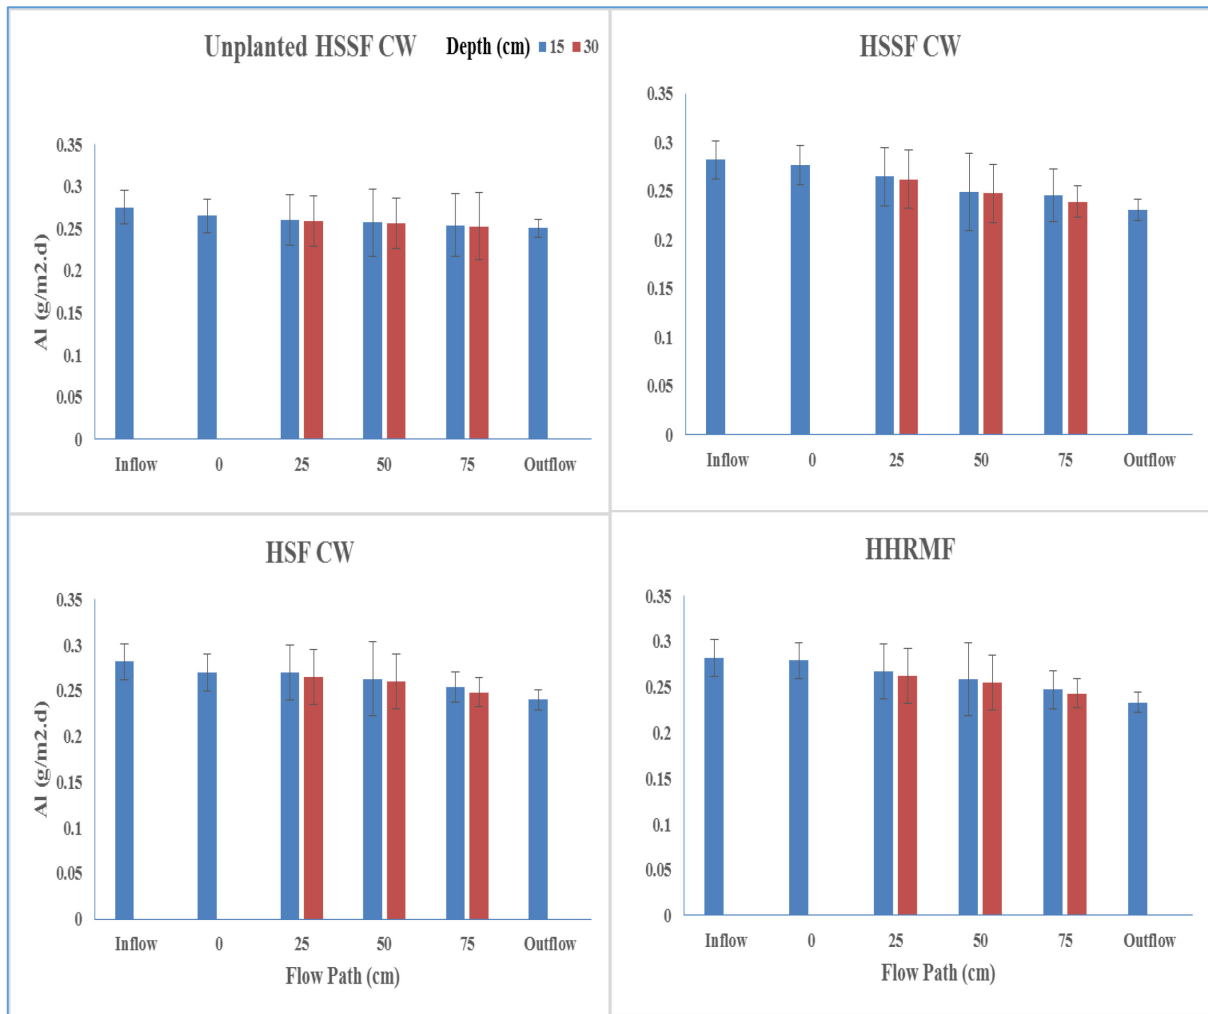 Unplanted HSSF CW
Depth (cm) 15 30
Al (g/m2.d)
0.35
0.3
0.25
0.2
0.15
0.1
0.05
0
Inflow 0 25 50 75 Outflow
HSSF CW
0.35
0.3
0.25
0.2
0.15
0.1
0.05
0
Inflow 0 25 50 75 Outflow
HSF CW
Al (g/m2.d)
0.35
0.3
0.25
0.2
0.15
0.1
0.05
0
Inflow 0 25 50 75 Outflow
Flow Path (cm)
HHRMF
0.35
0.3
0.25
0.2
0.15
0.1
0.05
0
Inflow 0 25 50 75 Outflow
Flow Path (cm)